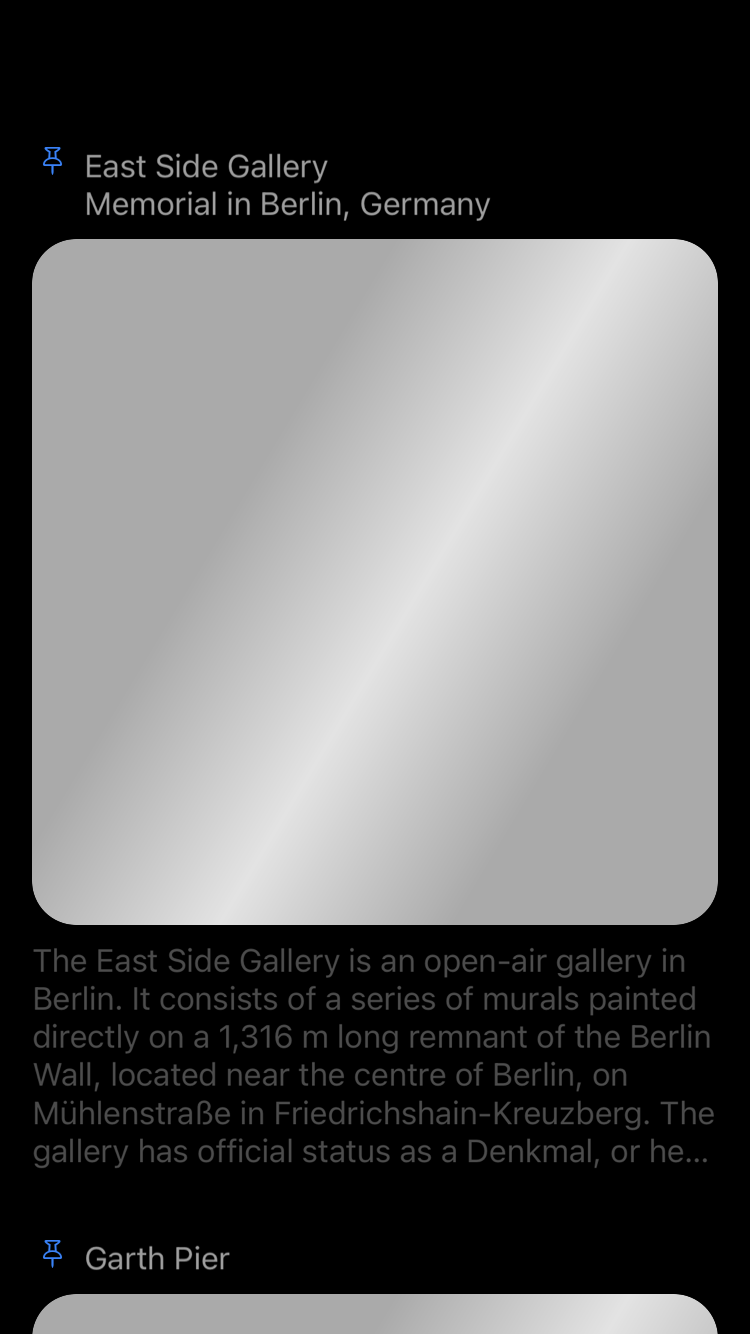 East Side Gallery
Memorial in Berlin, Germany
The East Side Gallery is an open-air gallery in
Berlin. It consists of a series of murals painted
directly on a 1,316 m long remnant of the Berlin
Wall, located near the centre of Berlin, on
Mühlenstraße in Friedrichshain-Kreuzberg. The
gallery has official status as a Denkmal, or he...
Garth Pier